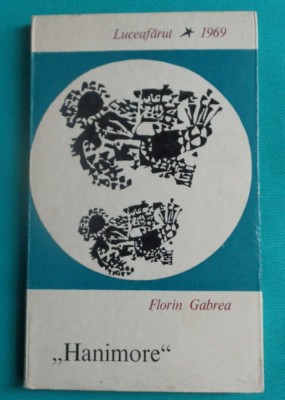 Luceafărul ★ 1969
Florin Gabrea
„Hanimore“